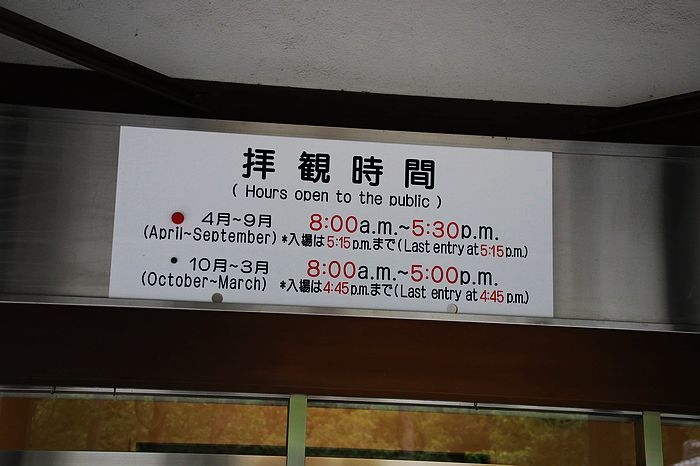 拝観時間
( Hours open to the public )
● 4月~9月 8:00a.m.~5:30p.m.
(April~September) *入場は5:15p.m.まで(Last entry at 5:15p.m.)
• 10月~3月 8:00a.m.~5:00p.m.
(October~March) *入場は4:45p.m.まで(Last entry at 4:45p.m.)